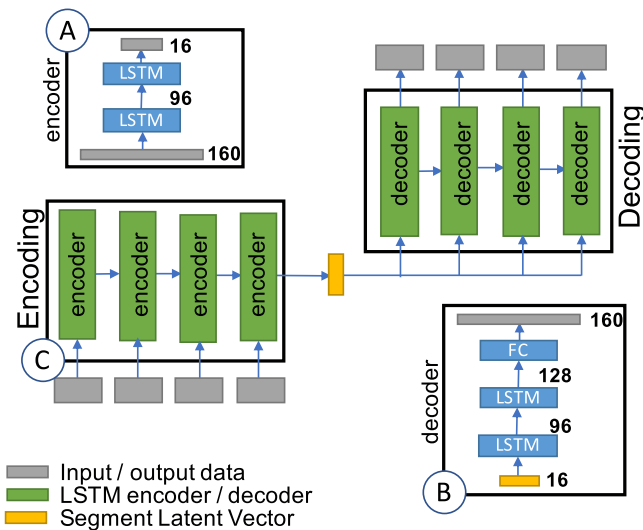 A
encoder
16
LSTM
96
LSTM
160
Encoding
encoder
encoder
encoder
encoder
C
Decoding
decoder
decoder
decoder
decoder
decoder
160
FC
128
LSTM
96
LSTM
16
B
Input / output data
LSTM encoder / decoder
Segment Latent Vector